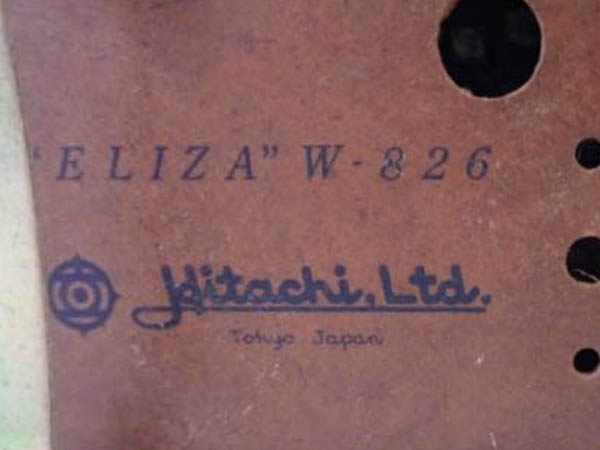 "ELIZA" W-826
Hitachi, Ltd.
Tokyo Japan